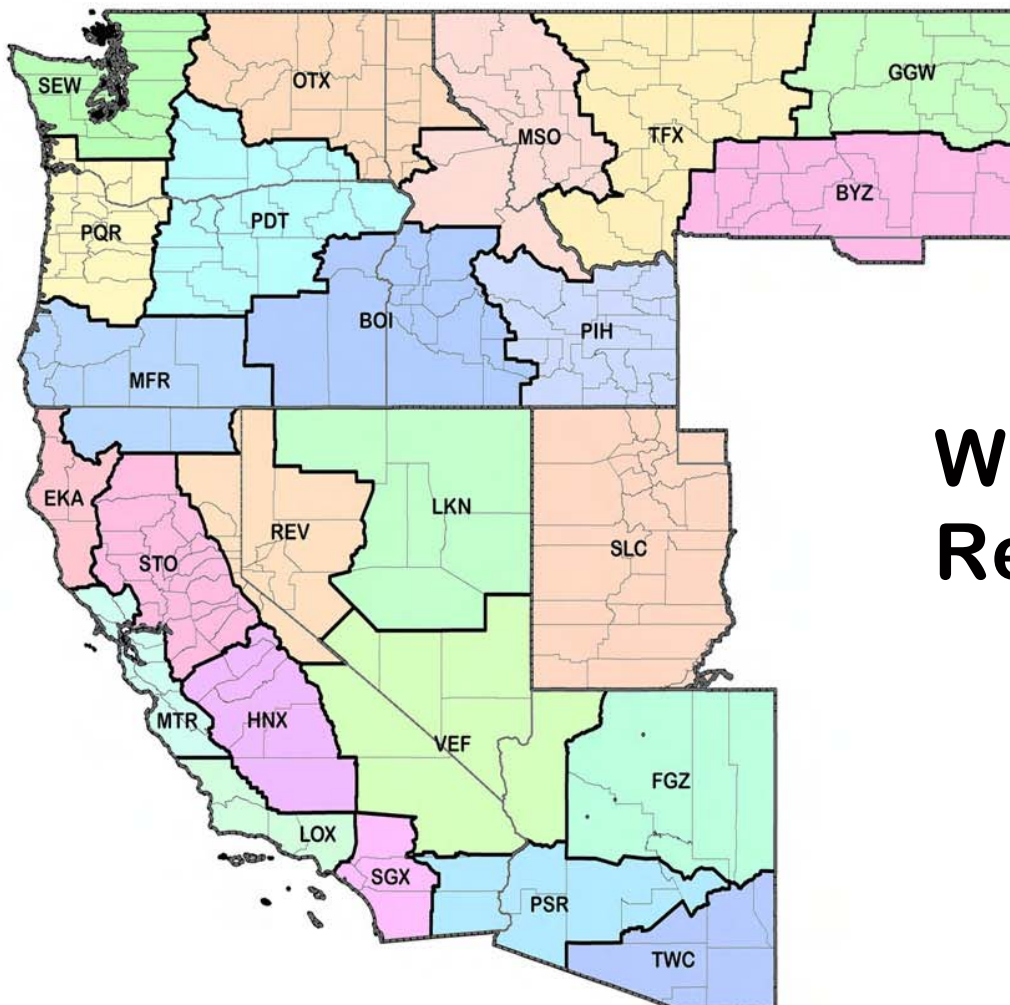 SEW
OTX
GGW
MSO
TFX
BYZ
PDT
PQR
BOI
PIH
MFR
W
Re
EKA
LKN
REV
SLC
STO
MTR
HNX
VEF
FGZ
LOX
SGX
PSR
TWC